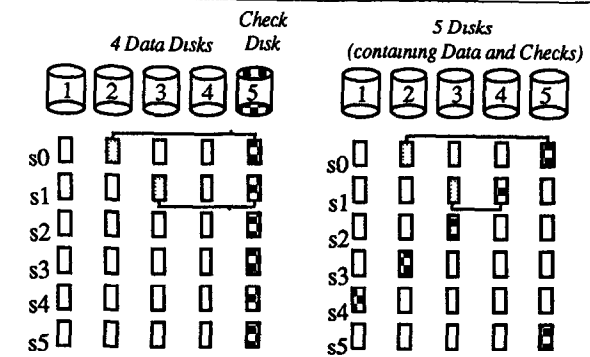 Check
4 Data Disks Disk
1 2 3 4 5
s0
s1
s2
s3
s4
s5
5 Disks
(containing Data and Checks)
1 2 3 4 5
s0
s1
s2
s3
s4
s5